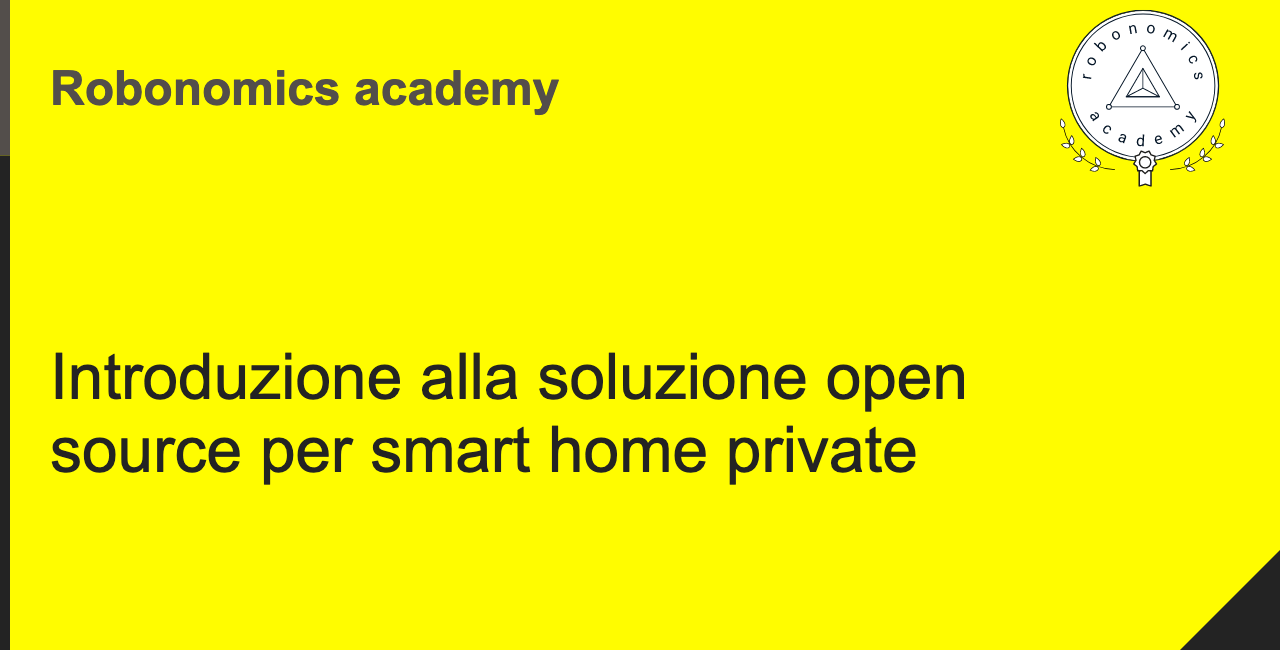 Robonomics academy
robonomics
academy
Introduzione alla soluzione open
source per smart home private